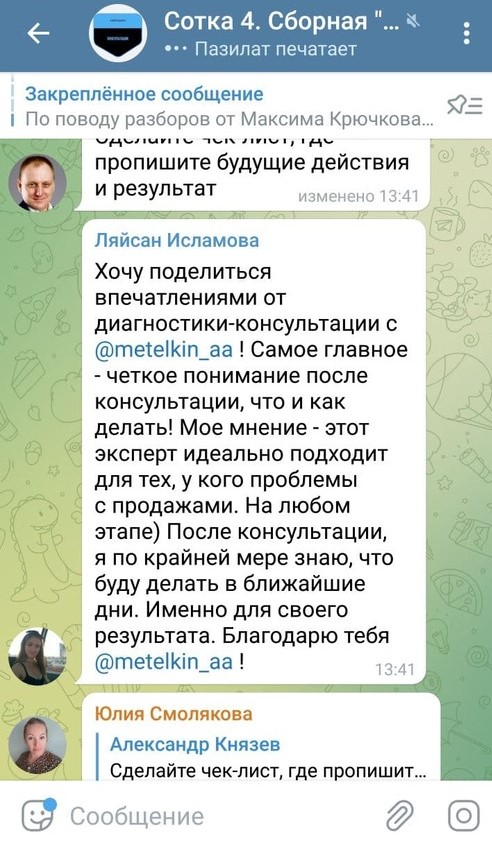 Сотка 4. Сборная "...
Пазилат печатает
Закреплённое сообщение
По поводу разборов от Максима Крючкова...
Сделайте чек-лист, где
пропишите будущие действия
и результат
изменено 13:41
Ляйсан Исламова
Хочу поделиться
впечатлениями от
диагностики-консультации с
@metelkin_aa ! Самое главное
- четкое понимание после
консультации, что и как
делать! Мое мнение - этот
эксперт идеально подходит
для тех, у кого проблемы
с продажами. На любом
этапе) После консультации,
я по крайней мере знаю, что
буду делать в ближайшие
дни. Именно для своего
результата. Благодарю тебя
@metelkin_aa !
13:41
Юлия Смолякова
Александр Князев
Сделайте чек-лист, где пропишит...
Сообщение